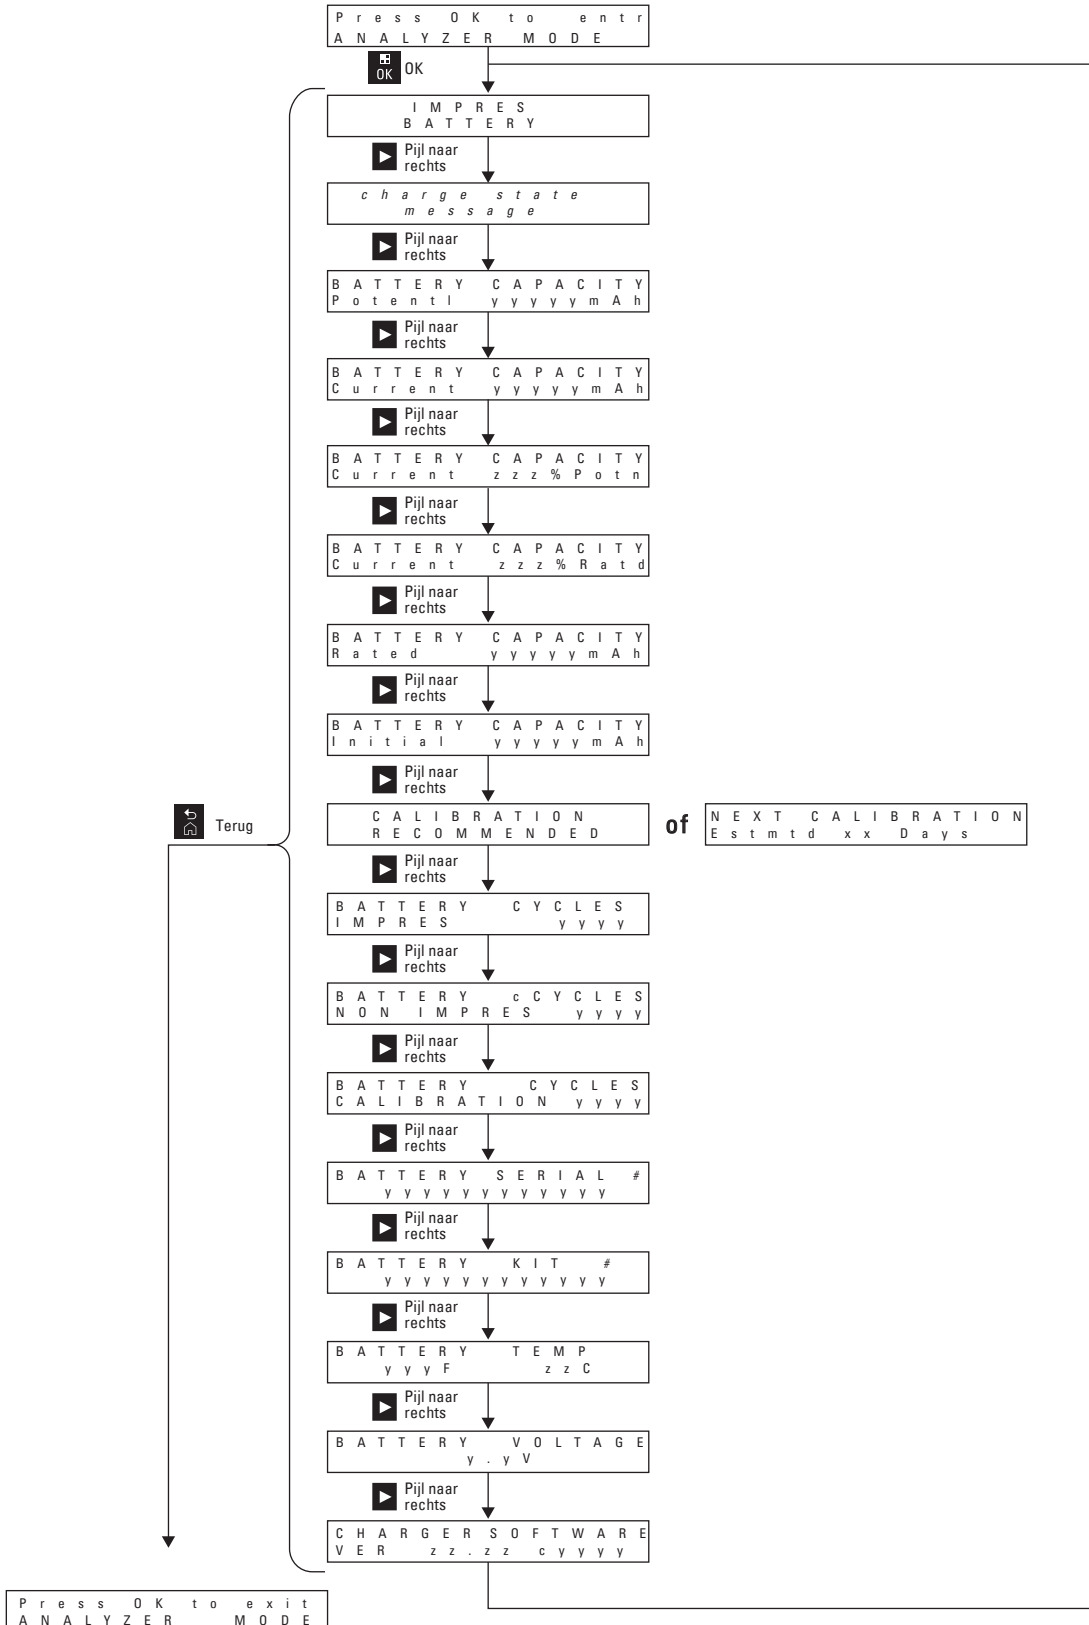 Press OK to entr
ANALYZER MODE
OK OK
IMPRES
BATTERY
Pijl naar
rechts
charge state
message
Pijl naar
rechts
BATTERY CAPACITY
Potentl yyyyymAh
Pijl naar
rechts
BATTERY CAPACITY
Current yyyyymAh
Pijl naar
rechts
BATTERY CAPACITY
Current zzz%Potn
Pijl naar
rechts
BATTERY CAPACITY
Current zzz%Ratd
Pijl naar
rechts
BATTERY CAPACITY
Rated yyyyymAh
Pijl naar
rechts
BATTERY CAPACITY
Initial yyyyymAh
Pijl naar
rechts
Terug
CALIBRATION
RECOMMENDED
of
NEXT CALIBRATION
Estmtd xx Days
Pijl naar
rechts
BATTERY CYCLES
IMPRES yyyy
Pijl naar
rechts
BATTERY cCYCLES
NON IMPRES yyyy
Pijl naar
rechts
BATTERY CYCLES
CALIBRATION yyyy
Pijl naar
rechts
BATTERY SERIAL #
yyyyyyyyyyyy
Pijl naar
rechts
BATTERY KIT #
yyyyyyyyyyyy
Pijl naar
rechts
BATTERY TEMP
yyyF zzC
Pijl naar
rechts
BATTERY VOLTAGE
y.yV
Pijl naar
rechts
CHARGER SOFTWARE
VER zz.zz cyyyy
Press OK to exit
ANALYZER MODE